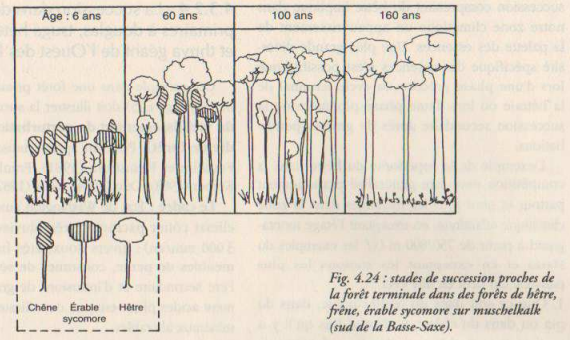 Âge : 6 ans
60 ans
100 ans
160 ans
Chêne
Érable
sycomore
Hêtre
Fig. 4.24 : stades de succession proches de
la forêt terminale dans des forêts de hêtre,
frêne, érable sycomore sur muschelkalk
(sud de la Basse-Saxe).